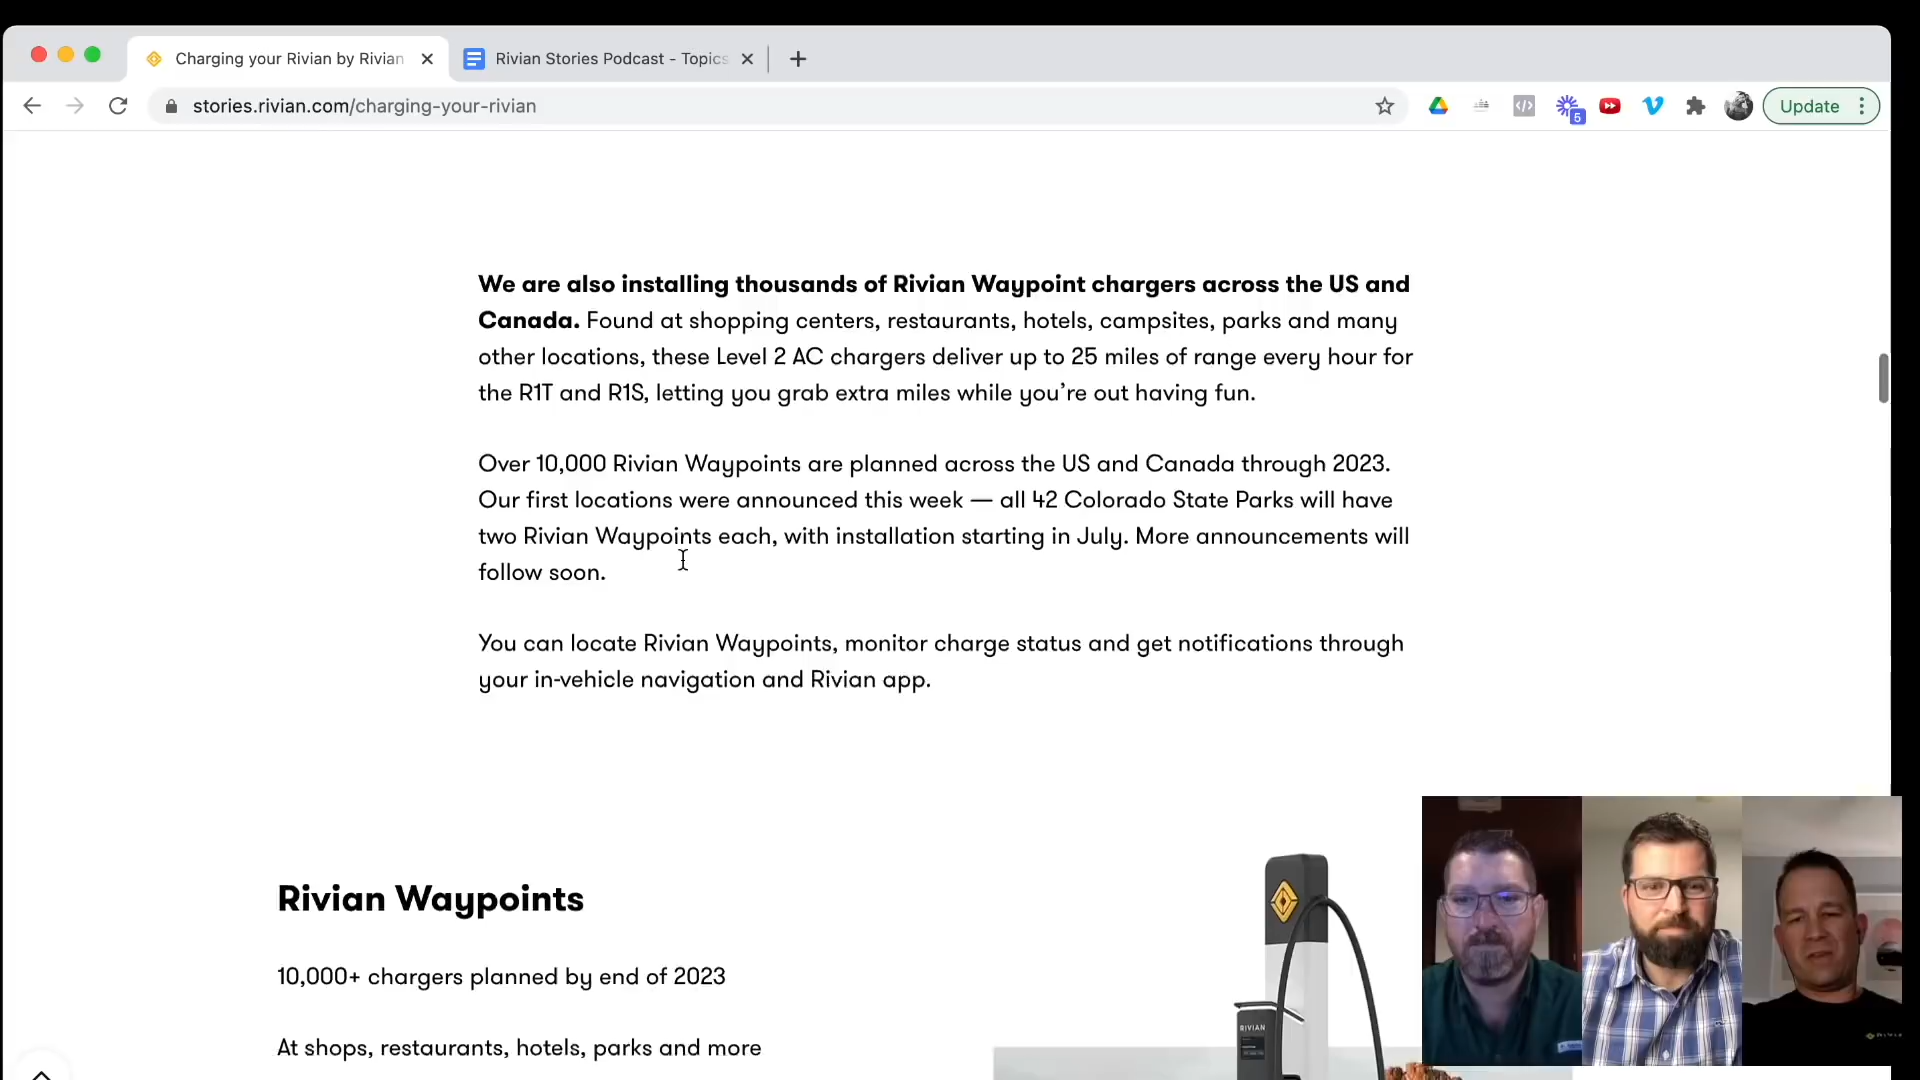 Charging your Rivian by Rivian
Rivian Stories Podcast - Topics
stories.rivian.com/charging-your-rivian
5
Update
We are also installing thousands of Rivian Waypoint chargers across the US and
Canada. Found at shopping centers, restaurants, hotels, campsites, parks and many
other locations, these Level 2 AC chargers deliver up to 25 miles of range every hour for
the R1T and R1S, letting you grab extra miles while you’re out having fun.
Over 10,000 Rivian Waypoints are planned across the US and Canada through 2023.
Our first locations were announced this week — all 42 Colorado State Parks will have
two Rivian Waypoints each, with installation starting in July. More announcements will
follow soon.
You can locate Rivian Waypoints, monitor charge status and get notifications through
your in-vehicle navigation and Rivian app.
Rivian Waypoints
10,000+ chargers planned by end of 2023
At shops, restaurants, hotels, parks and more
RIVIAN